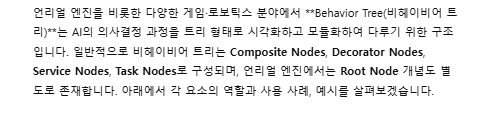 언리얼 엔진을 비롯한 다양한 게임·로보틱스 분야에서 **Behavior Tree(비헤이비어 트
리)**는 AI의 의사결정 과정을 트리 형태로 시각화하고 모듈화하여 다루기 위한 구조
입니다. 일반적으로 비헤이비어 트리는 Composite Nodes, Decorator Nodes,
Service Nodes, Task Nodes로 구성되며, 언리얼 엔진에서는 Root Node 개념도 별
도로 존재합니다. 아래에서 각 요소의 역할과 사용 사례, 예시를 살펴보겠습니다.